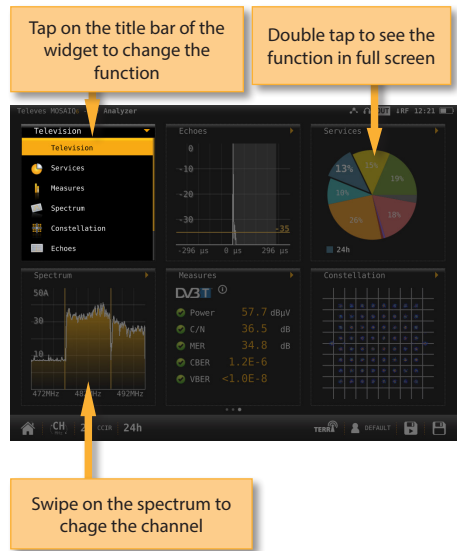 Tap on the title bar of the
widget to change the
function
Double tap to see the
function in full screen
Televes MOSAIQ Analyzer
OUT ↓RF 12:21
Television
Television
Services
Measures
Spectrum
Constellation
Echoes
Echoes
0
-10
-20
-30
-35
-296 µs 0 µs 296 µs
Services
13%
15%
19%
18%
26%
10%
24h
Spectrum
50A
30
10
472MHz 492MHz
Measures
DVB T
Power 57.7 dBµV
C/N 36.5 dB
MER 34.8 dB
CBER 1.2E-6
VBER <1.0E-8
Constellation
CH CCIR 24h
TERR DEFAULT
Swipe on the spectrum to
chage the channel